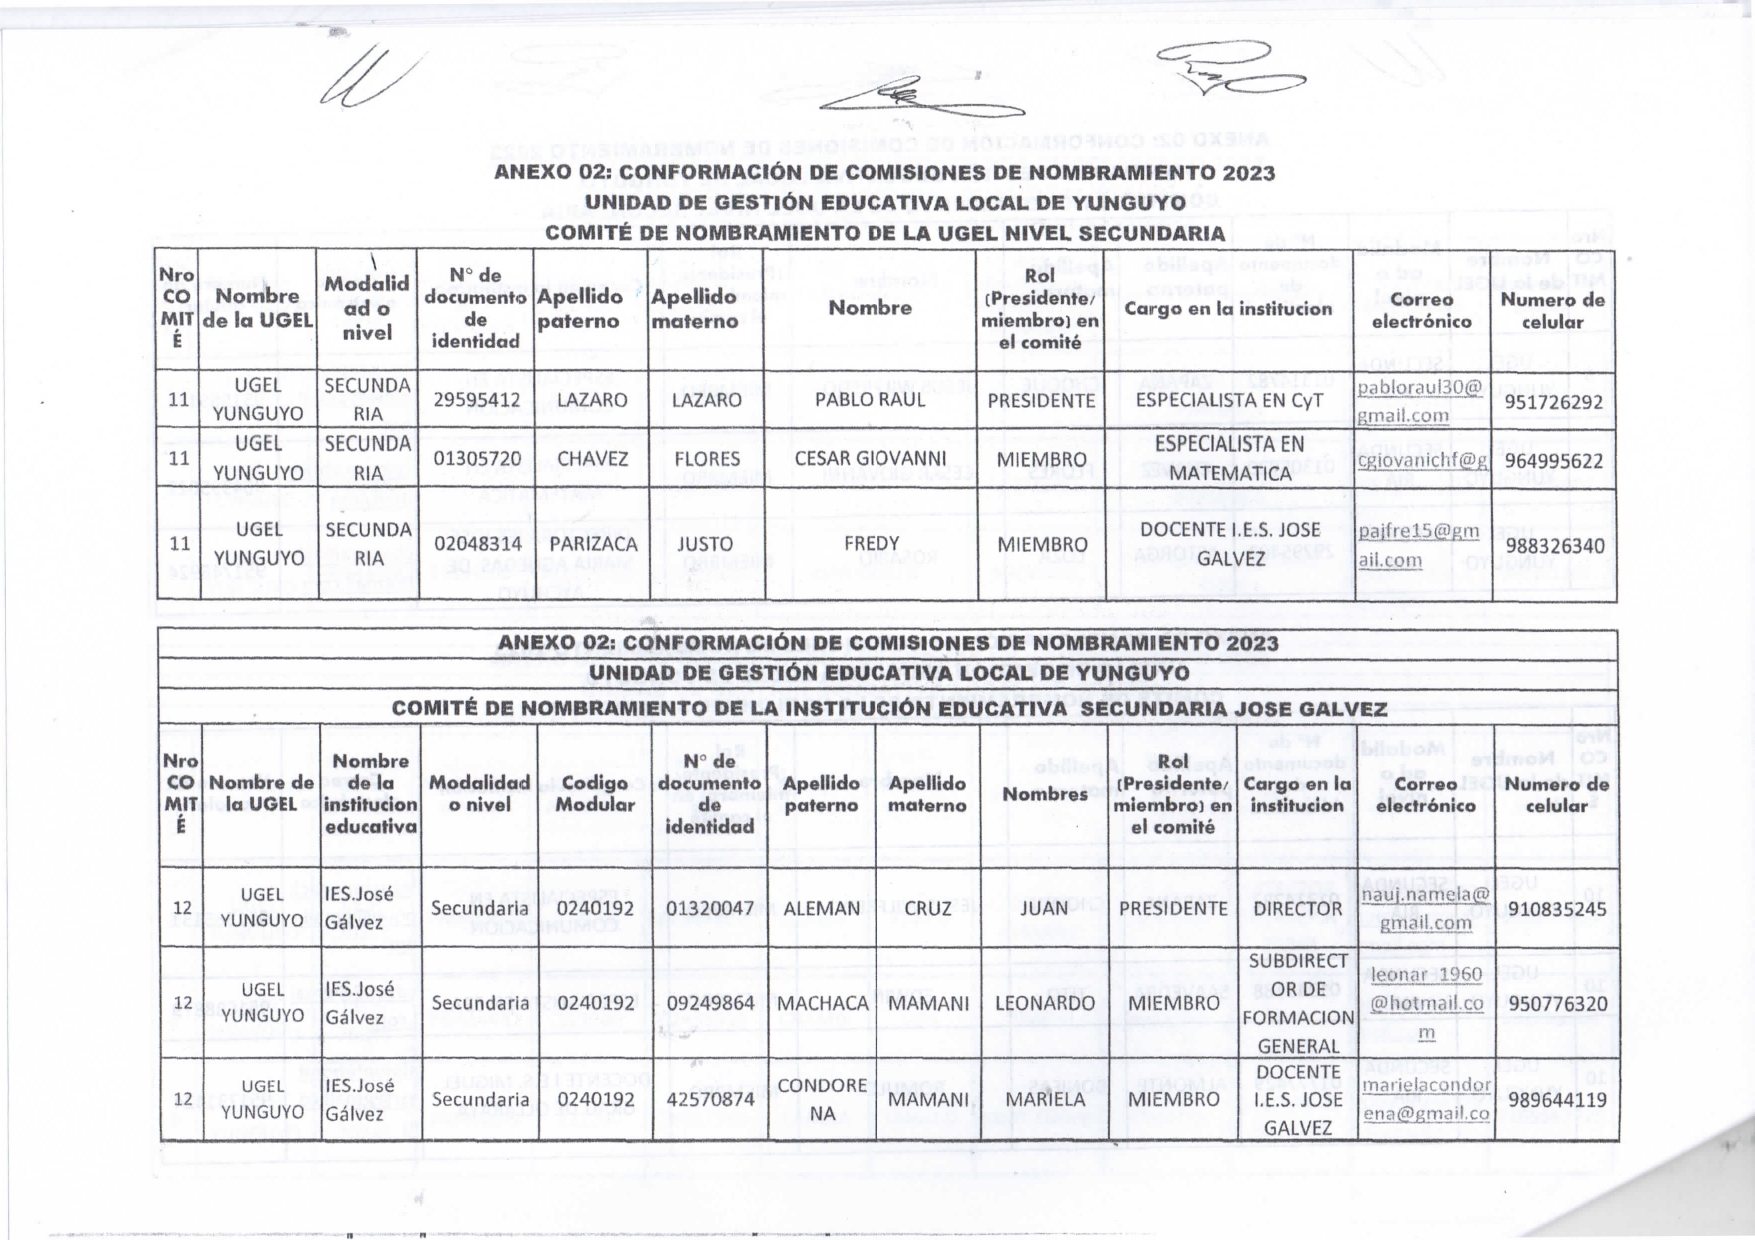 ANEXO 02: CONFORMACIÓN DE COMISIONES DE NOMBRAMIENTO 2023
UNIDAD DE GESTIÓN EDUCATIVA LOCAL DE YUNGUYO
COMITÉ DE NOMBRAMIENTO DE LA UGEL NIVEL SECUNDARIA
Nro COMITÉ | Nombre de la UGEL | Modalidad o nivel | N° de documento de identidad | Apellido paterno | Apellido materno | Nombre | Rol (Presidente/ miembro) en el comité | Cargo en la institucion | Correo electrónico | Numero de celular
11 | UGEL YUNGUYO | SECUNDARIA | 29595412 | LAZARO | LAZARO | PABLO RAUL | PRESIDENTE | ESPECIALISTA EN CyT | pabloraul30@gmail.com | 951726292
11 | UGEL YUNGUYO | SECUNDARIA | 01305720 | CHAVEZ | FLORES | CESAR GIOVANNI | MIEMBRO | ESPECIALISTA EN MATEMATICA | cgiovanichf@g | 964995622
11 | UGEL YUNGUYO | SECUNDARIA | 02048314 | PARIZACA | JUSTO | FREDY | MIEMBRO | DOCENTE I.E.S. JOSE GALVEZ | pajfre15@gmail.com | 988326340
ANEXO 02: CONFORMACIÓN DE COMISIONES DE NOMBRAMIENTO 2023
UNIDAD DE GESTIÓN EDUCATIVA LOCAL DE YUNGUYO
COMITÉ DE NOMBRAMIENTO DE LA INSTITUCIÓN EDUCATIVA SECUNDARIA JOSE GALVEZ
Nro COMITÉ | Nombre de la UGEL | Nombre de la institucion educativa | Modalidad o nivel | Codigo Modular | N° de documento de identidad | Apellido paterno | Apellido materno | Nombres | Rol (Presidente/ miembro) en el comité | Cargo en la institucion | Correo electrónico | Numero de celular
12 | UGEL YUNGUYO | IES.José Gálvez | Secundaria | 0240192 | 01320047 | ALEMAN | CRUZ | JUAN | PRESIDENTE | DIRECTOR | nauj.namela@gmail.com | 910835245
12 | UGEL YUNGUYO | IES.José Gálvez | Secundaria | 0240192 | 09249864 | MACHACA | MAMANI | LEONARDO | MIEMBRO | SUBDIRECTOR DE FORMACION GENERAL | leonar_1960@hotmail.com | 950776320
12 | UGEL YUNGUYO | IES.José Gálvez | Secundaria | 0240192 | 42570874 | CONDORENA | MAMANI | MARIELA | MIEMBRO | DOCENTE I.E.S. JOSE GALVEZ | marielacondorena@gmail.co | 989644119